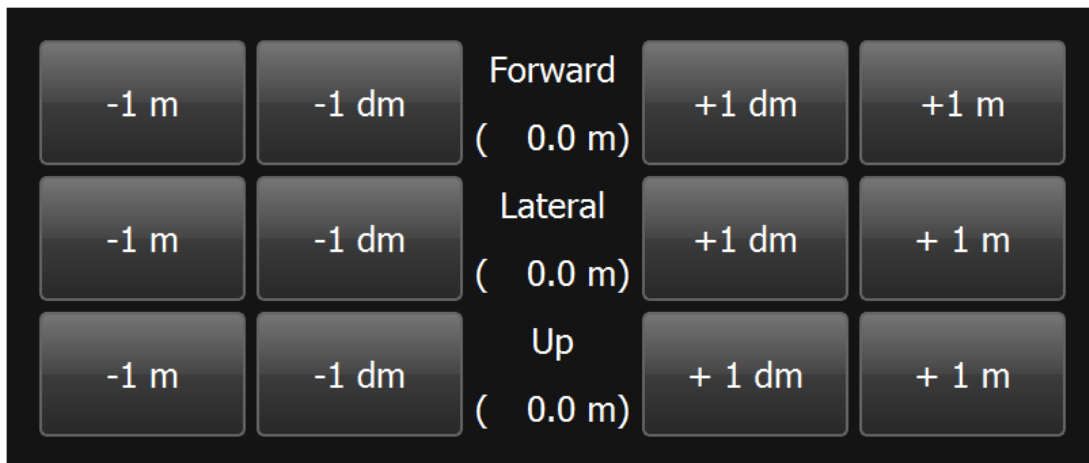 -1 m -1 dm Forward +1 dm +1 m
( 0.0 m)
-1 m -1 dm Lateral +1 dm + 1 m
( 0.0 m)
-1 m -1 dm Up + 1 dm + 1 m
( 0.0 m)